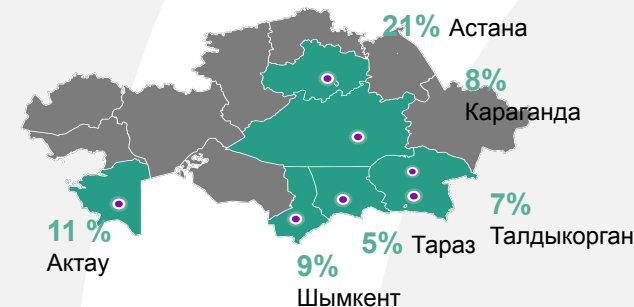 21% Астана
8%
Караганда
7%
Талдыкорган
5% Тараз
11 %
Актау
9%
Шымкент